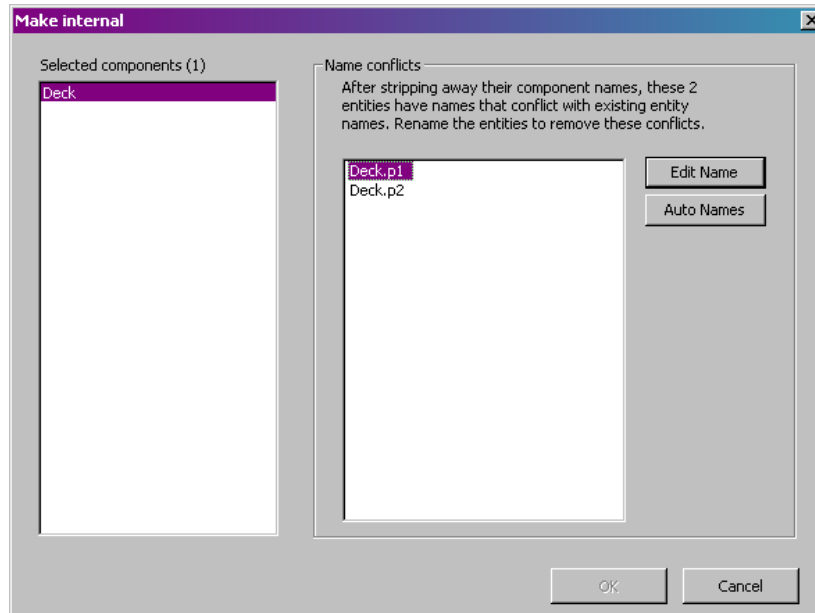 Make internal
Selected components (1)
Deck
Name conflicts
After stripping away their component names, these 2
entities have names that conflict with existing entity
names. Rename the entities to remove these conflicts.
Deck.p1
Deck.p2
Edit Name
Auto Names
OK
Cancel